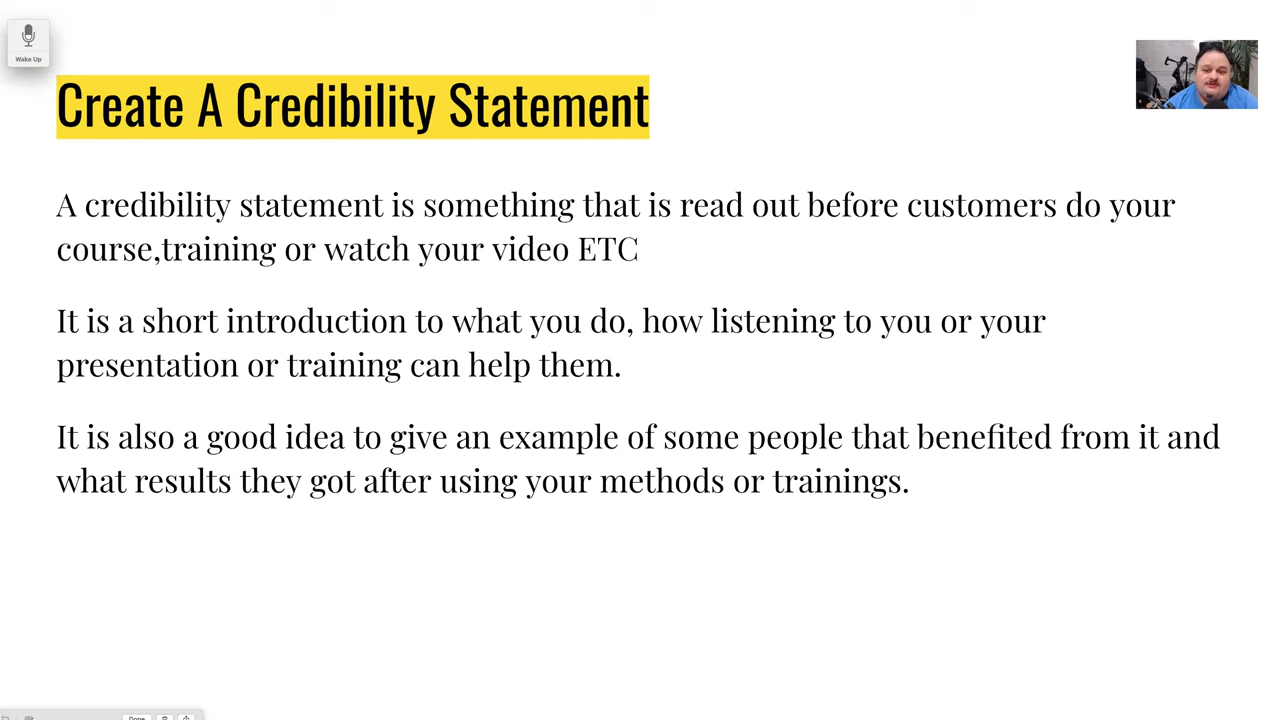 Wake Up
Create A Credibility Statement
A credibility statement is something that is read out before customers do your
course,training or watch your video ETC
It is a short introduction to what you do, how listening to you or your
presentation or training can help them.
It is also a good idea to give an example of some people that benefited from it and
what results they got after using your methods or trainings.
Done